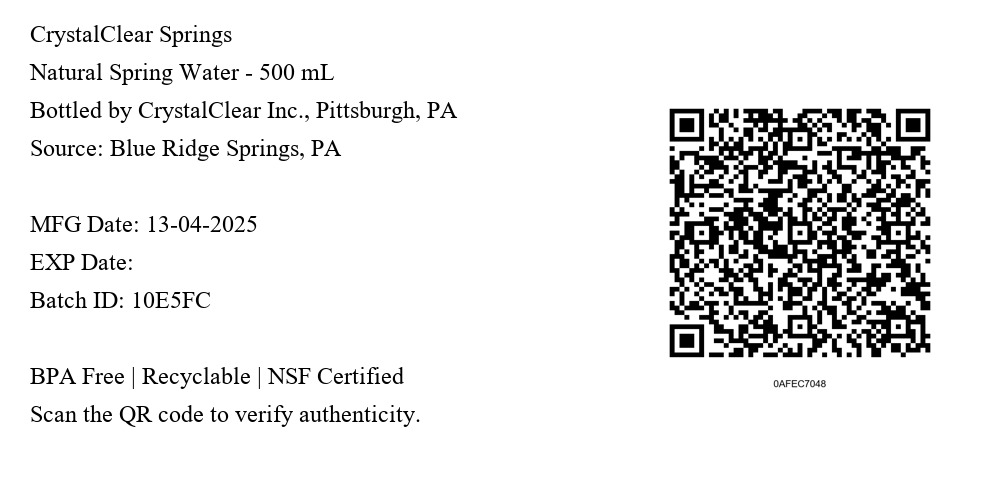 CrystalClear Springs
Natural Spring Water - 500 mL
Bottled by CrystalClear Inc., Pittsburgh, PA
Source: Blue Ridge Springs, PA
MFG Date: 13-04-2025
EXP Date:
Batch ID: 10E5FC
BPA Free | Recyclable | NSF Certified
Scan the QR code to verify authenticity.
0AFEC7048